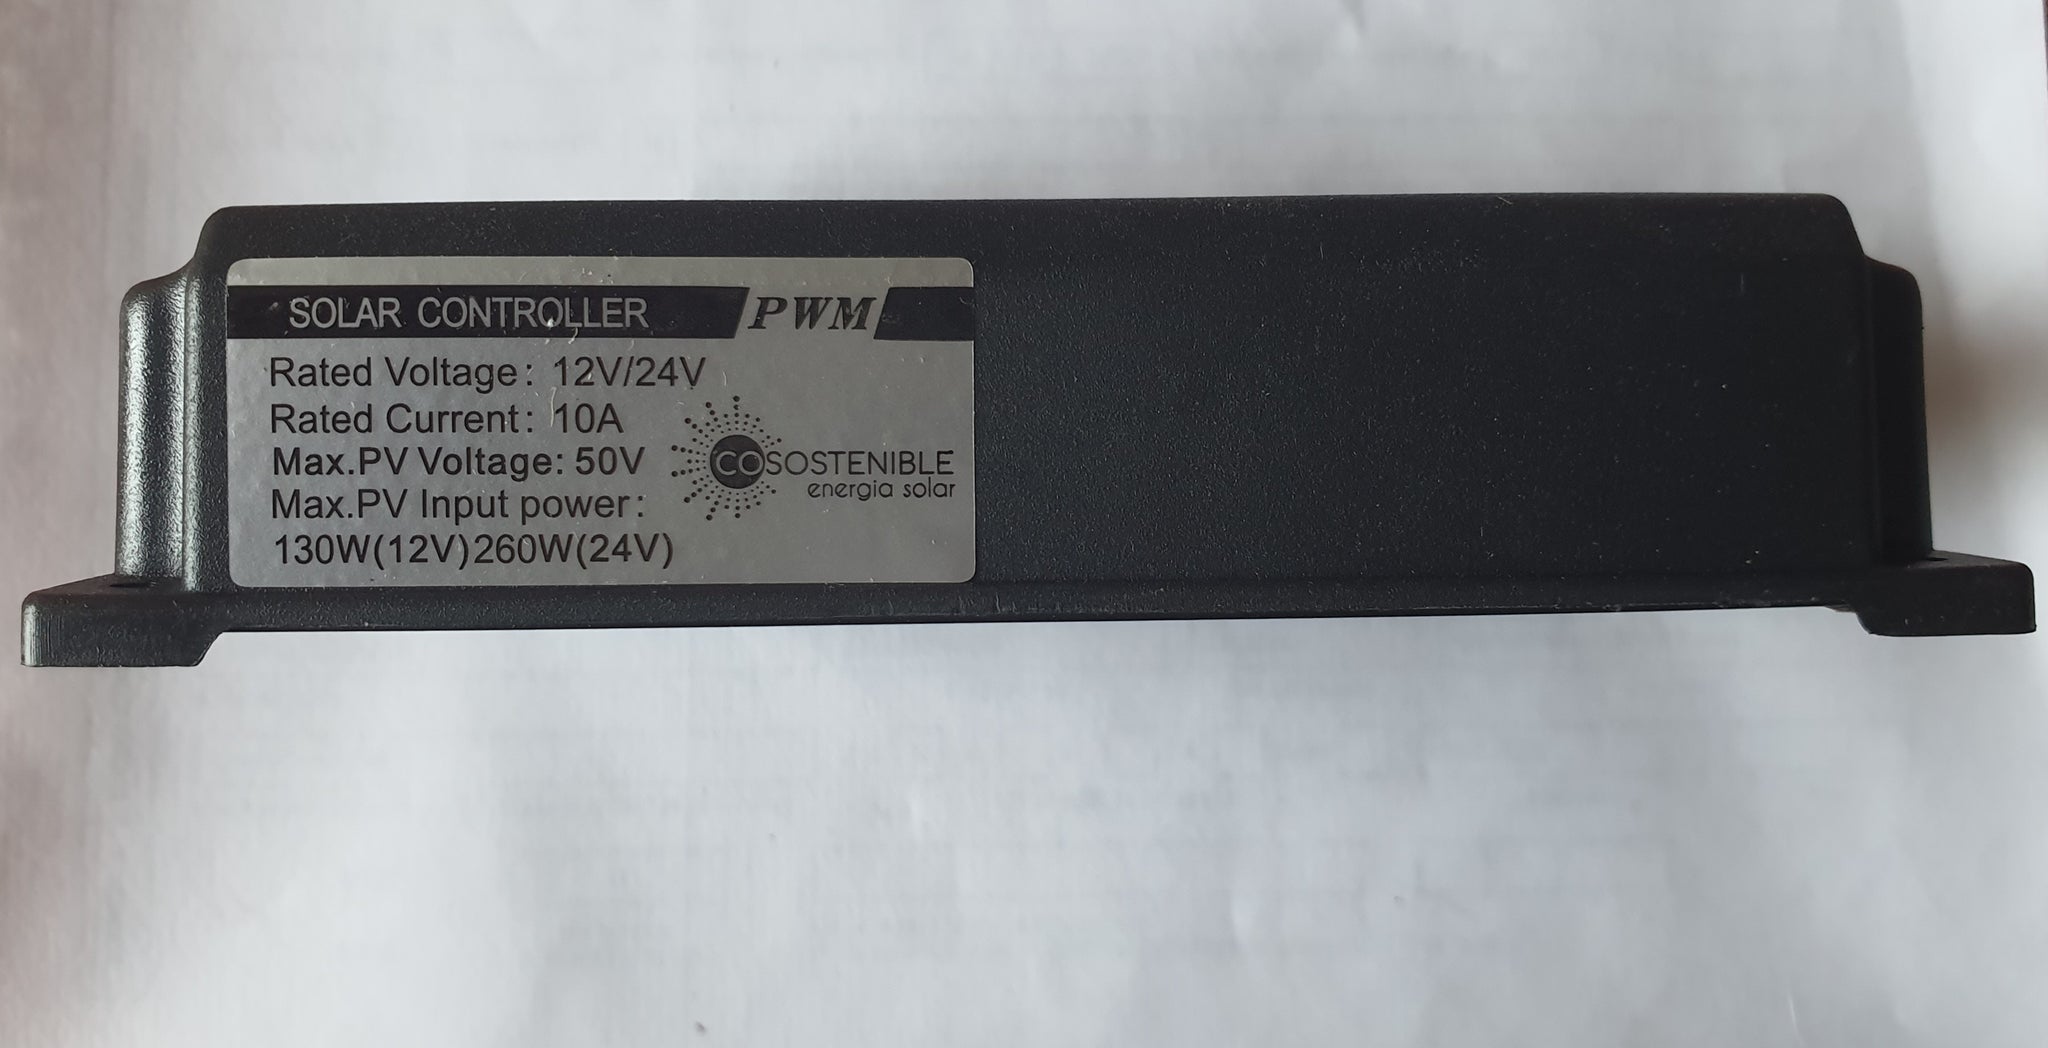 SOLAR CONTROLLER PWM
Rated Voltage: 12V/24V
Rated Current: 10A
Max.PV Voltage: 50V
Max.PV Input power:
130W(12V)260W(24V)
COSOSTENIBLE
energia solar